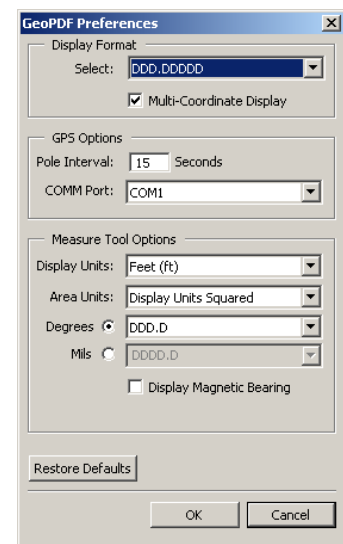 GeoPDF Preferences
Display Format
Select: DDD.DDDDD
Multi-Coordinate Display
GPS Options
Pole Interval: 15 Seconds
COMM Port: COM1
Measure Tool Options
Display Units: Feet (ft)
Area Units: Display Units Squared
Degrees DDD.D
Mils DDDD.D
Display Magnetic Bearing
Restore Defaults
OK Cancel